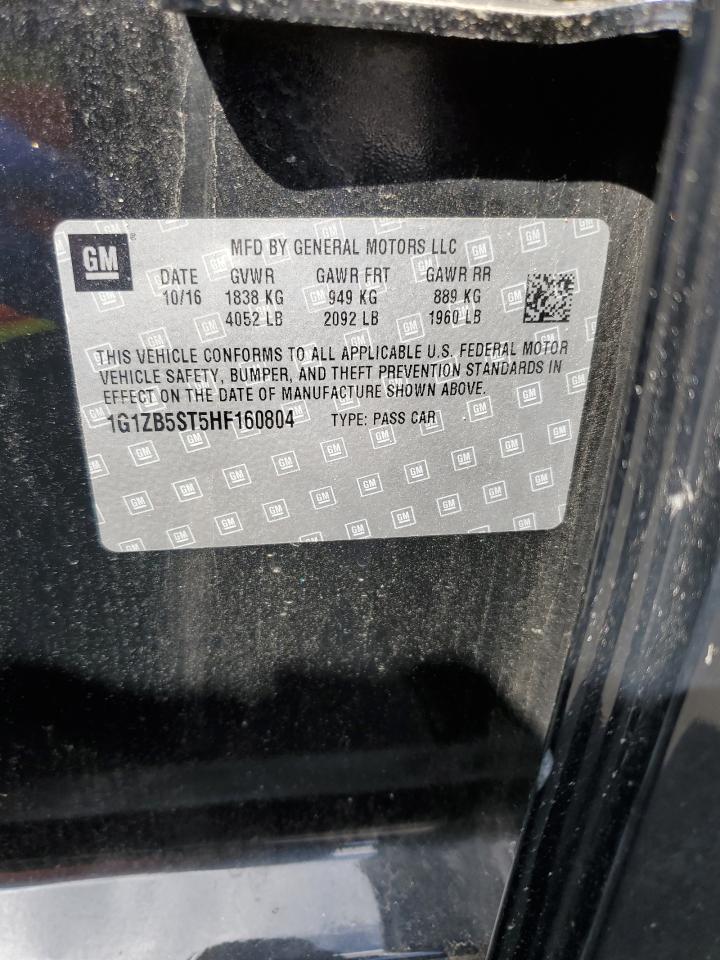 GM ® MFD BY GENERAL MOTORS LLC
DATE GVWR GAWR FRT GAWR RR
10/16 1838 KG 949 KG 889 KG
4052 LB 2092 LB 1960 LB
THIS VEHICLE CONFORMS TO ALL APPLICABLE U.S. FEDERAL MOTOR
VEHICLE SAFETY, BUMPER, AND THEFT PREVENTION STANDARDS IN
EFFECT ON THE DATE OF MANUFACTURE SHOWN ABOVE.
1G1ZB5ST5HF160804 TYPE: PASS CAR